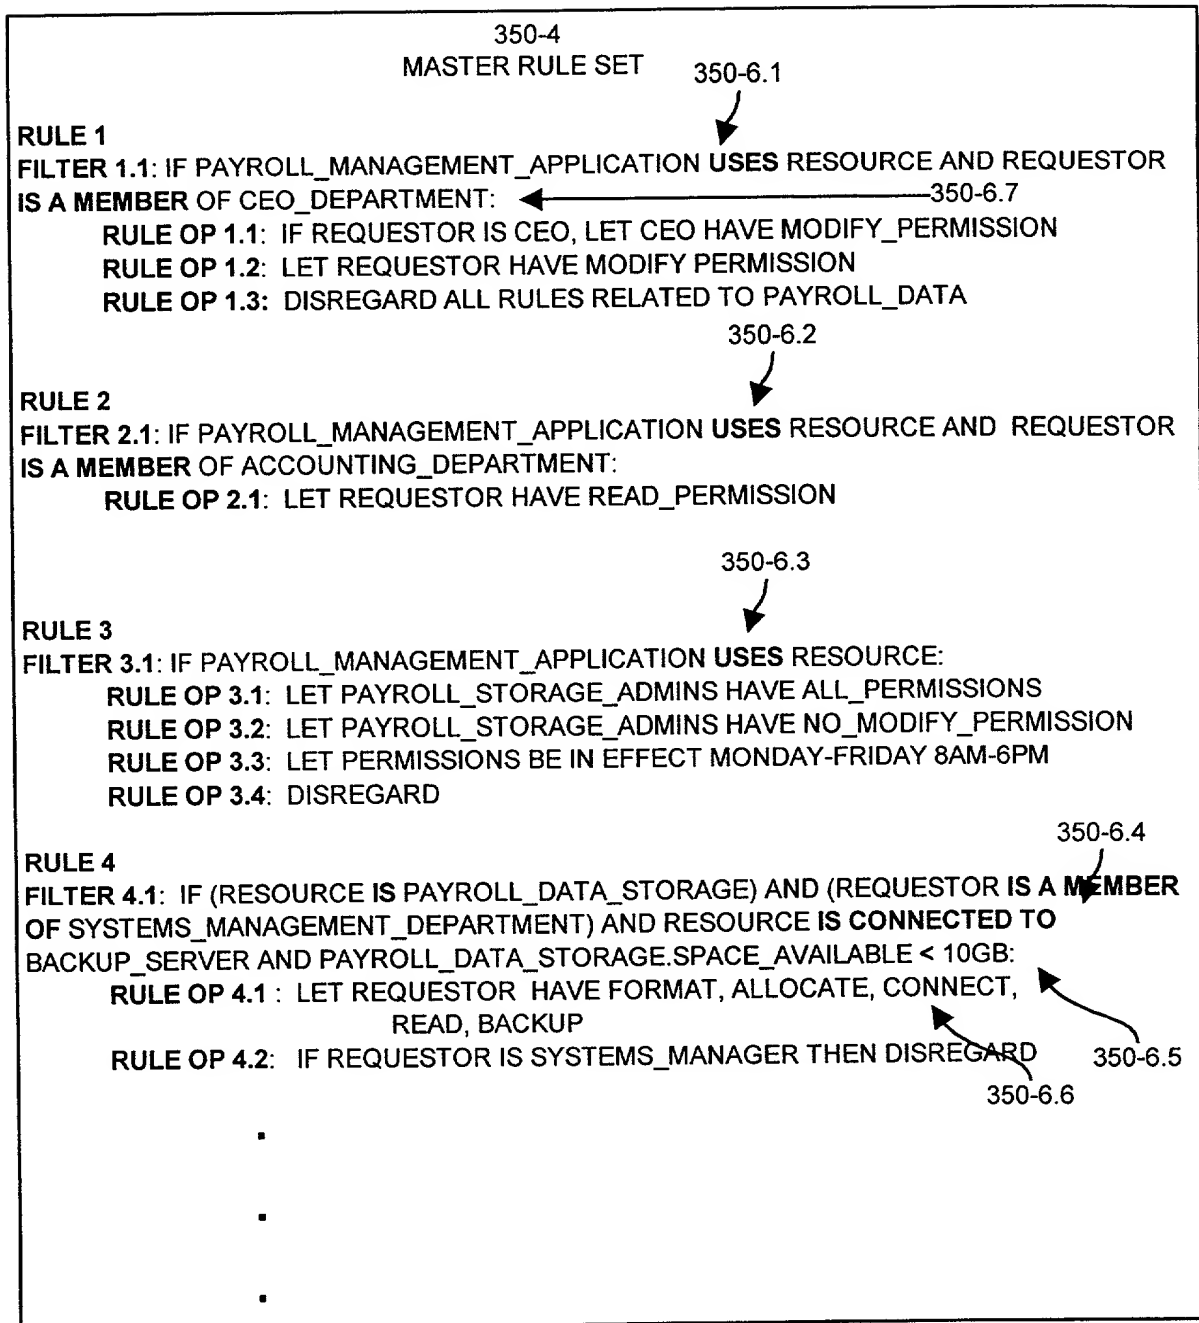 350-4
MASTER RULE SET
350-6.1
RULE 1
FILTER 1.1: IF PAYROLL_MANAGEMENT_APPLICATION USES RESOURCE AND REQUESTOR
IS A MEMBER OF CEO_DEPARTMENT:
350-6.7
RULE OP 1.1: IF REQUESTOR IS CEO, LET CEO HAVE MODIFY_PERMISSION
RULE OP 1.2: LET REQUESTOR HAVE MODIFY PERMISSION
RULE OP 1.3: DISREGARD ALL RULES RELATED TO PAYROLL_DATA
350-6.2
RULE 2
FILTER 2.1: IF PAYROLL_MANAGEMENT_APPLICATION USES RESOURCE AND REQUESTOR
IS A MEMBER OF ACCOUNTING_DEPARTMENT:
RULE OP 2.1: LET REQUESTOR HAVE READ_PERMISSION
350-6.3
RULE 3
FILTER 3.1: IF PAYROLL_MANAGEMENT_APPLICATION USES RESOURCE:
RULE OP 3.1: LET PAYROLL_STORAGE_ADMINS HAVE ALL_PERMISSIONS
RULE OP 3.2: LET PAYROLL_STORAGE_ADMINS HAVE NO_MODIFY_PERMISSION
RULE OP 3.3: LET PERMISSIONS BE IN EFFECT MONDAY-FRIDAY 8AM-6PM
RULE OP 3.4: DISREGARD
350-6.4
RULE 4
FILTER 4.1: IF (RESOURCE IS PAYROLL_DATA_STORAGE) AND (REQUESTOR IS A MEMBER
OF SYSTEMS_MANAGEMENT_DEPARTMENT) AND RESOURCE IS CONNECTED TO
BACKUP_SERVER AND PAYROLL_DATA_STORAGE.SPACE_AVAILABLE < 10GB:
RULE OP 4.1 : LET REQUESTOR HAVE FORMAT, ALLOCATE, CONNECT,
READ, BACKUP
RULE OP 4.2: IF REQUESTOR IS SYSTEMS_MANAGER THEN DISREGARD
350-6.5
350-6.6